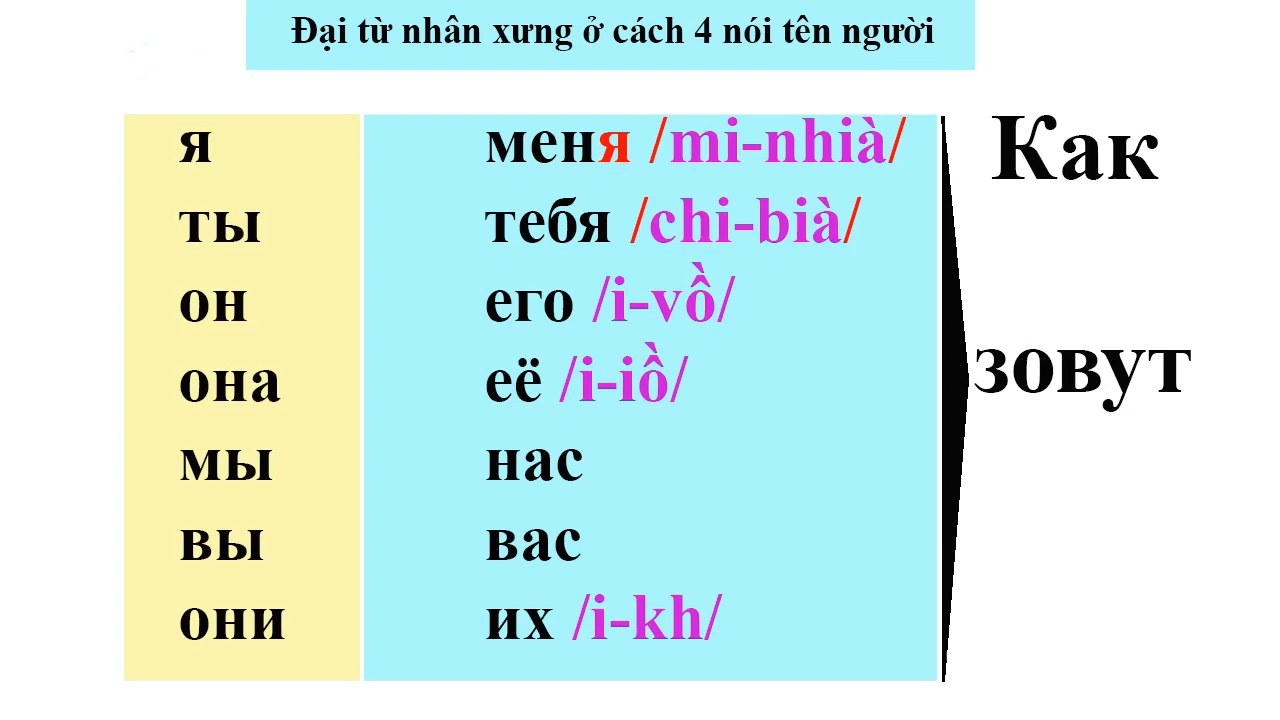 Đại từ nhân xưng ở cách 4 nói tên người
я меня /mi-nhià/
ты тебя /chi-bià/
он его /i-vồ/
она её /i-iồ/
мы нас
вы вас
они их /i-kh/
Как
зовут